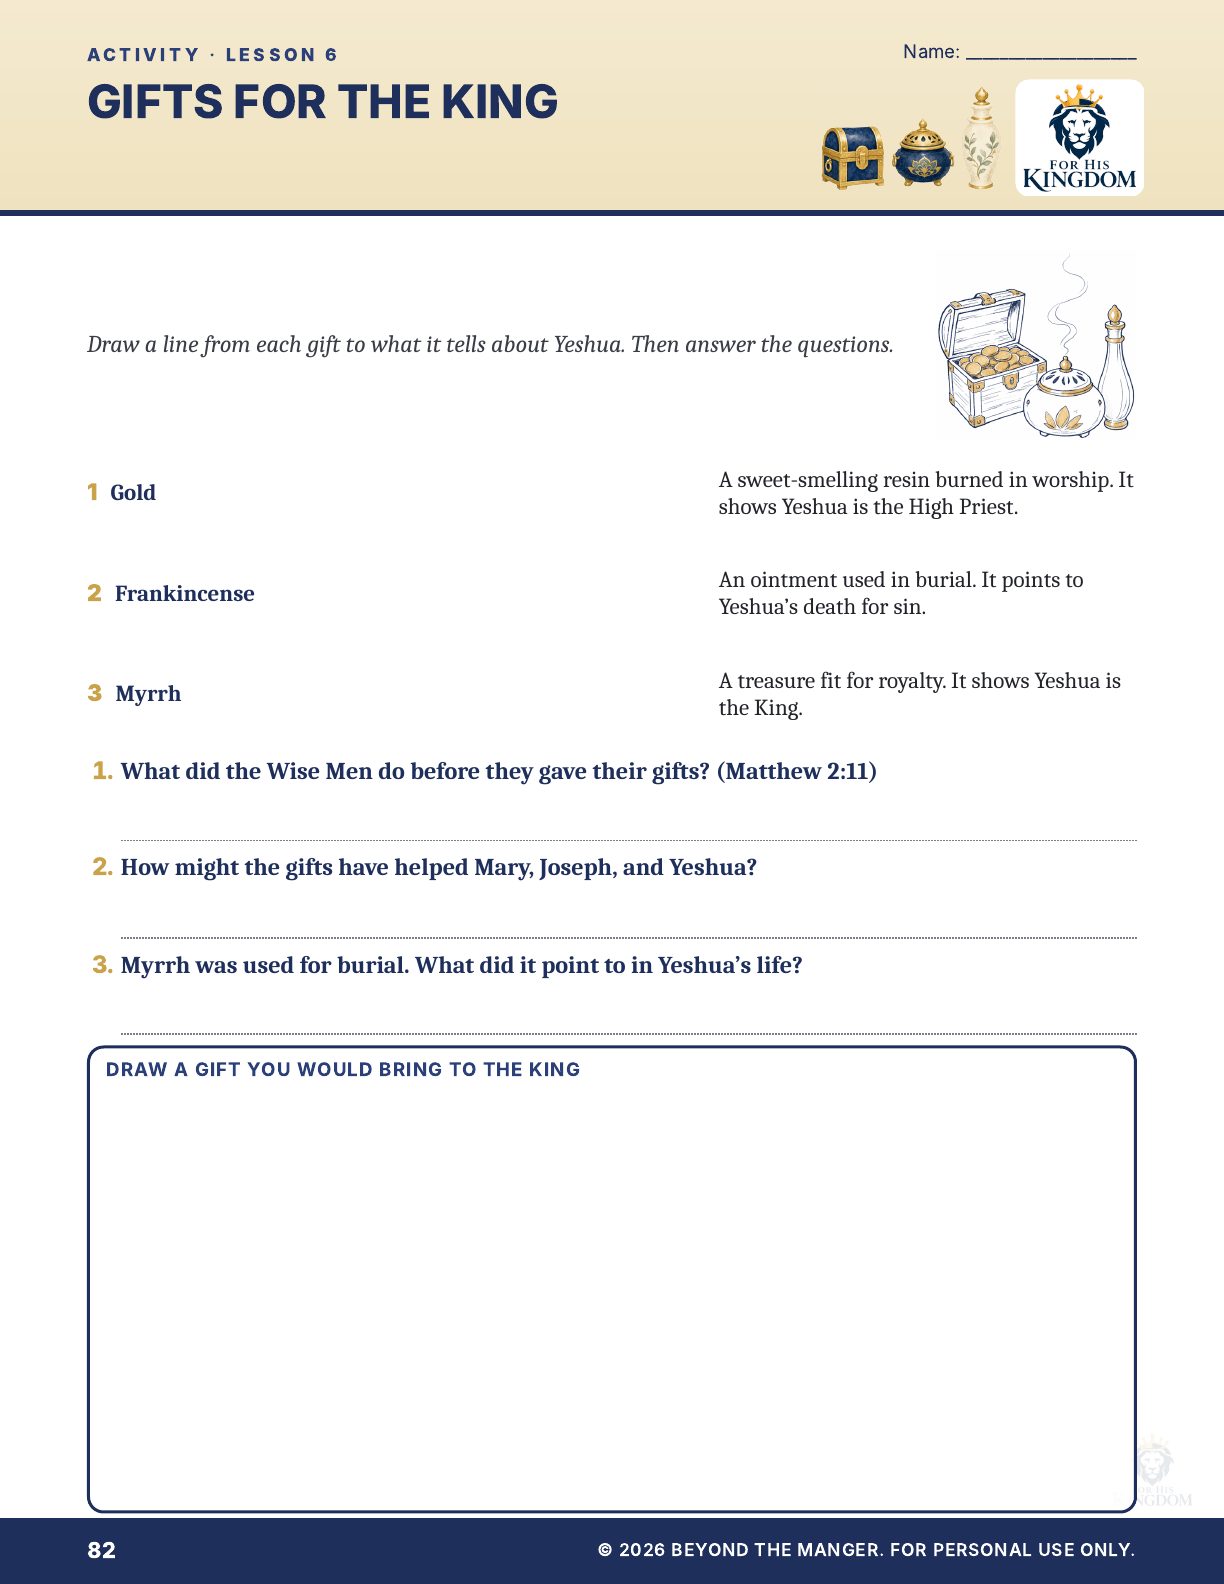 ACTIVITY · LESSON 6
Name: ____________________
GIFTS FOR THE KING
FOR HIS
KINGDOM
Draw a line from each gift to what it tells about Yeshua. Then answer the questions.
1 Gold
A sweet-smelling resin burned in worship. It
shows Yeshua is the High Priest.
2 Frankincense
An ointment used in burial. It points to
Yeshua’s death for sin.
3 Myrrh
A treasure fit for royalty. It shows Yeshua is
the King.
1. What did the Wise Men do before they gave their gifts? (Matthew 2:11)
2. How might the gifts have helped Mary, Joseph, and Yeshua?
3. Myrrh was used for burial. What did it point to in Yeshua’s life?
DRAW A GIFT YOU WOULD BRING TO THE KING
82
© 2026 BEYOND THE MANGER. FOR PERSONAL USE ONLY.